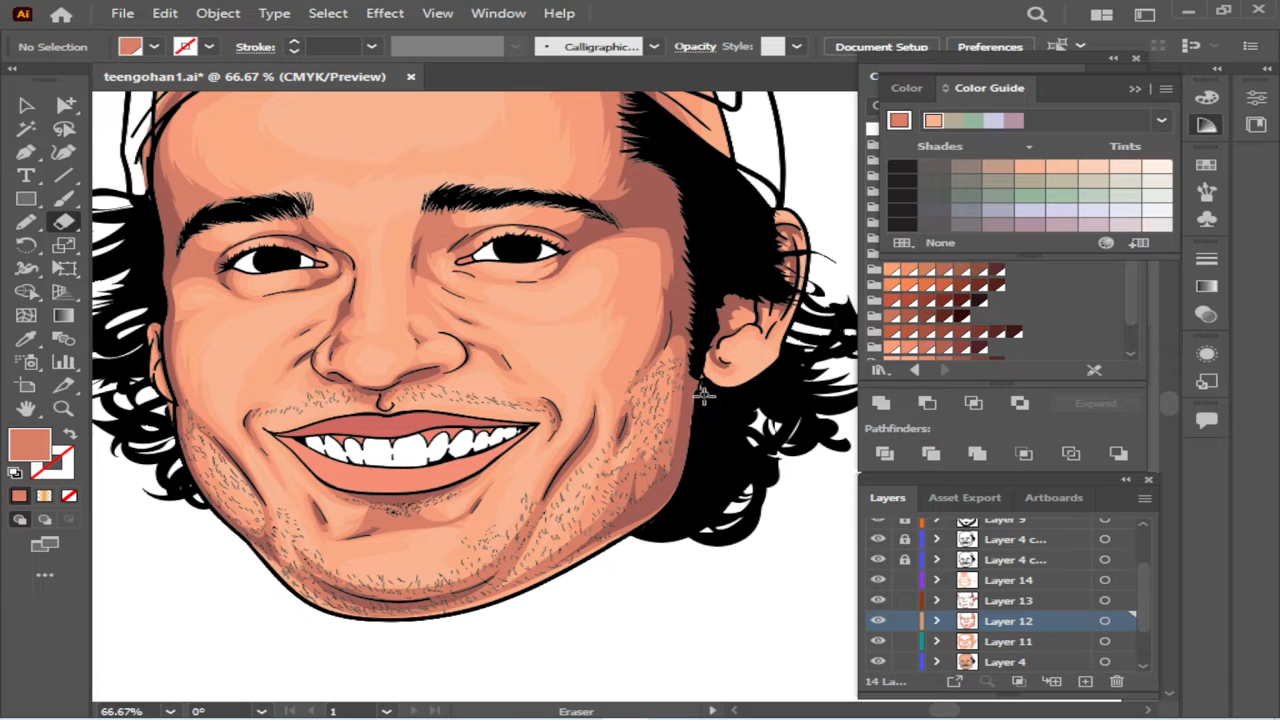 Ai File Edit Object Type Select Effect View Window Help
No Selection Stroke: Calligraphic... Opacity Style: Document Setup Preferences
teengohan1.ai* @ 66.67 % (CMYK/Preview)
Color Color Guide
Shades Tints
None
Expand
Pathfinders:
Layers Asset Export Artboards
Layer 9
Layer 4 c...
Layer 4 c...
Layer 14
Layer 13
Layer 12
Layer 11
Layer 4
14 La...
66.67% 0° 1 Eraser